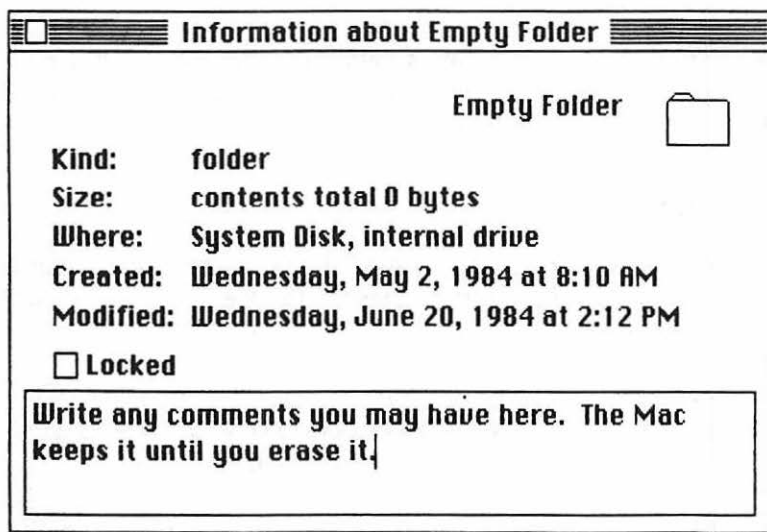 Information about Empty Folder
Empty Folder
Kind: folder
Size: contents total 0 bytes
Where: System Disk, internal drive
Created: Wednesday, May 2, 1984 at 8:10 AM
Modified: Wednesday, June 20, 1984 at 2:12 PM
Locked
Write any comments you may have here. The Mac
keeps it until you erase it.